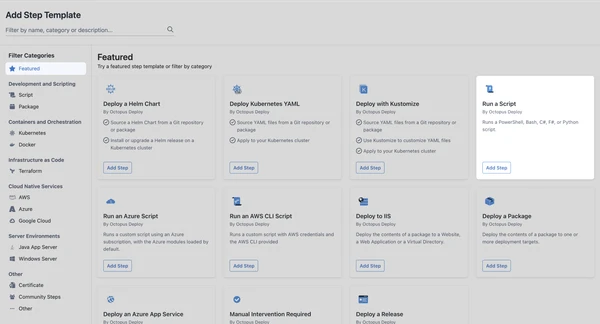 Add Step Template
Filter by name, category or description...
Filter Categories
Featured
Development and Scripting
Script
Package
Containers and Orchestration
Kubernetes
Docker
Infrastructure as Code
Terraform
Cloud Native Services
AWS
Azure
Google Cloud
Server Environments
Java App Server
Windows Server
Other
Certificate
Community Steps
Other
Featured
Try a featured step template or filter by category
Deploy a Helm Chart
By Octopus Deploy
Source a Helm Chart from a Git repository
or package
Install or upgrade a Helm release on a
Kubernetes cluster
Add Step
Deploy Kubernetes YAML
By Octopus Deploy
Source YAML files from a Git repository or
package
Apply to your Kubernetes cluster
Add Step
Deploy with Kustomize
By Octopus Deploy
Source YAML files from a Git repository or
package
Use Kustomize to customize YAML files
Apply to your Kubernetes cluster
Add Step
Run a Script
By Octopus Deploy
Runs a PowerShell, Bash, C#, F#, or Python
script
Add Step
Run an Azure Script
By Octopus Deploy
Runs a custom script using an Azure
subscription, with the Azure modules loaded by
default.
Add Step
Run an AWS CLI Script
By Octopus Deploy
Runs a custom script with AWS credentials and
the AWS CLI provided
Add Step
Deploy to IIS
By Octopus Deploy
Deploy the contents of a package to a Website,
a Web Application or a Virtual Directory.
Add Step
Deploy a Package
By Octopus Deploy
Deploy the contents of a package to one or
more deployment targets.
Add Step
Deploy an Azure App Service
Manual Intervention Required
Deploy a Release
By Octopus Deploy
By Octopus Deploy
By Octopus Deploy